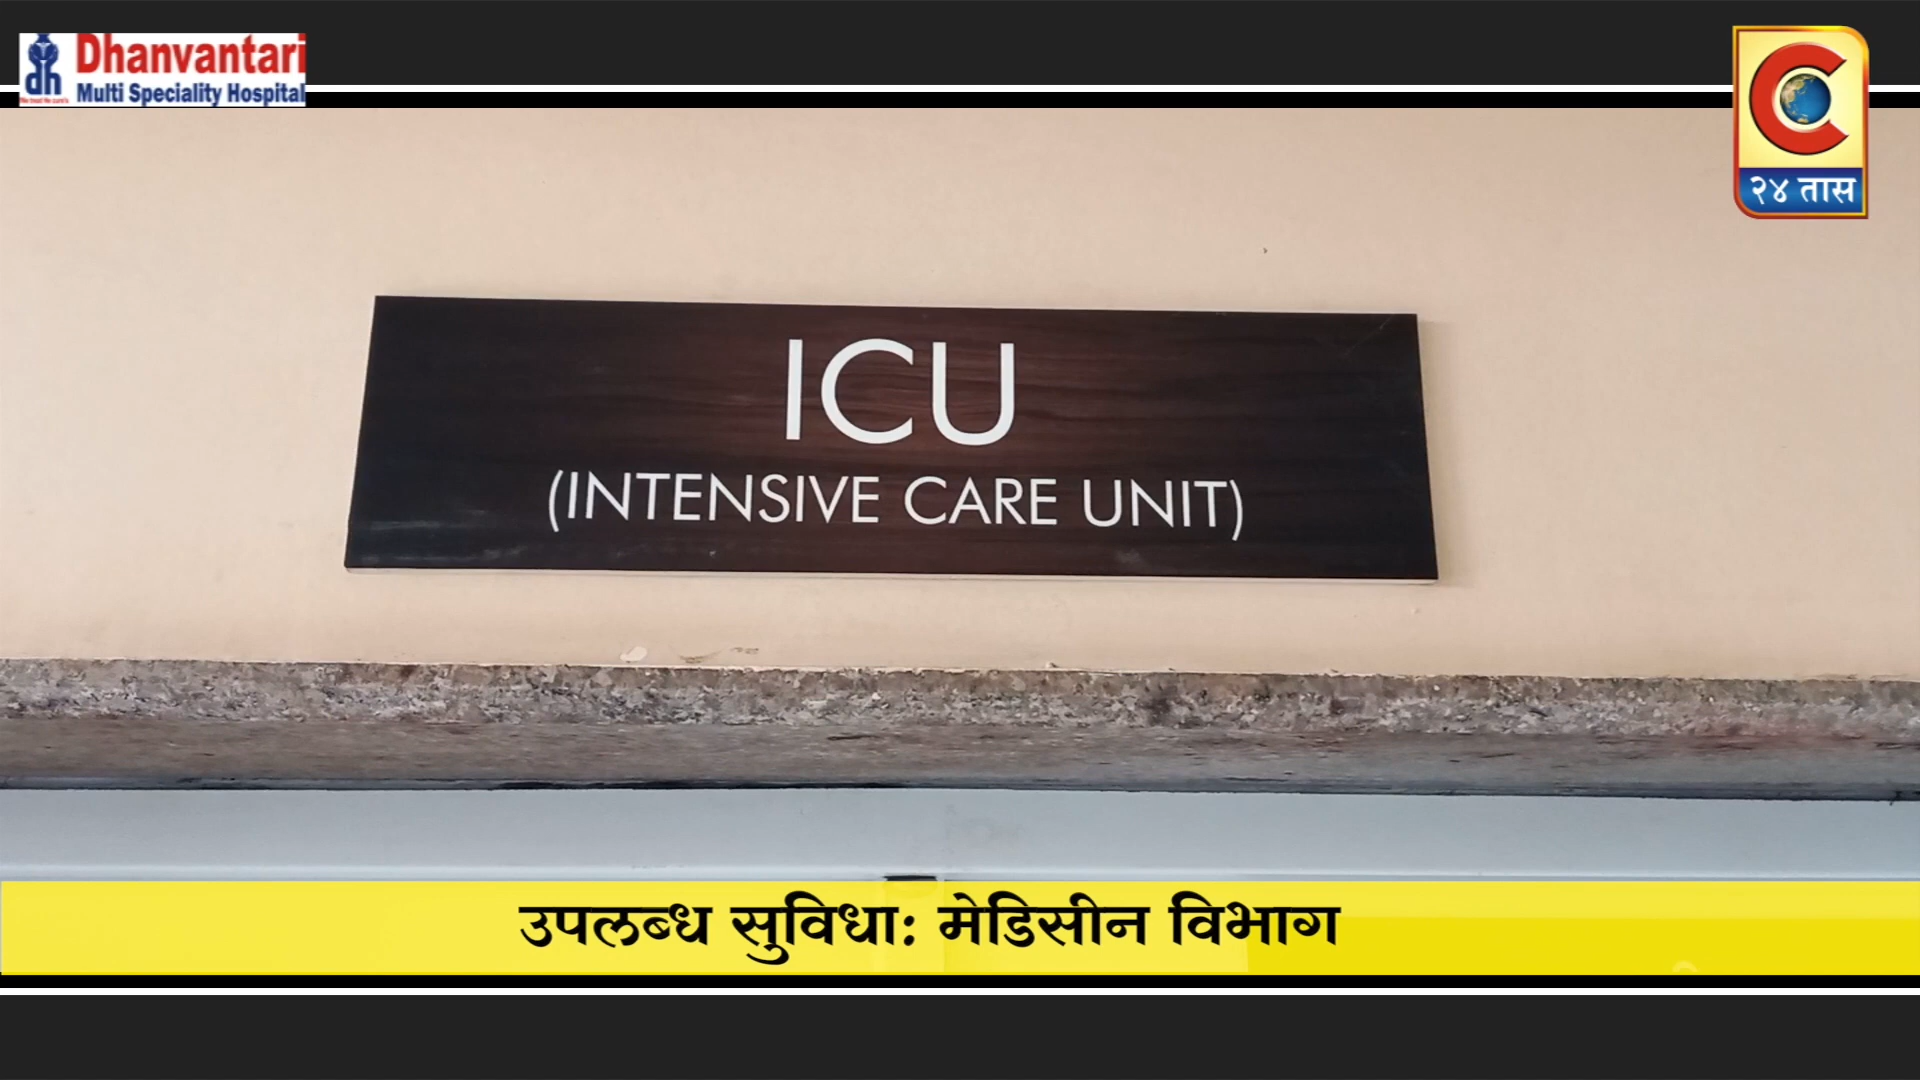 Dhanvantari
Multi Speciality Hospital
२४ तास
ICU
(INTENSIVE CARE UNIT)
उपलब्ध सुविधा: मेडिसीन विभाग